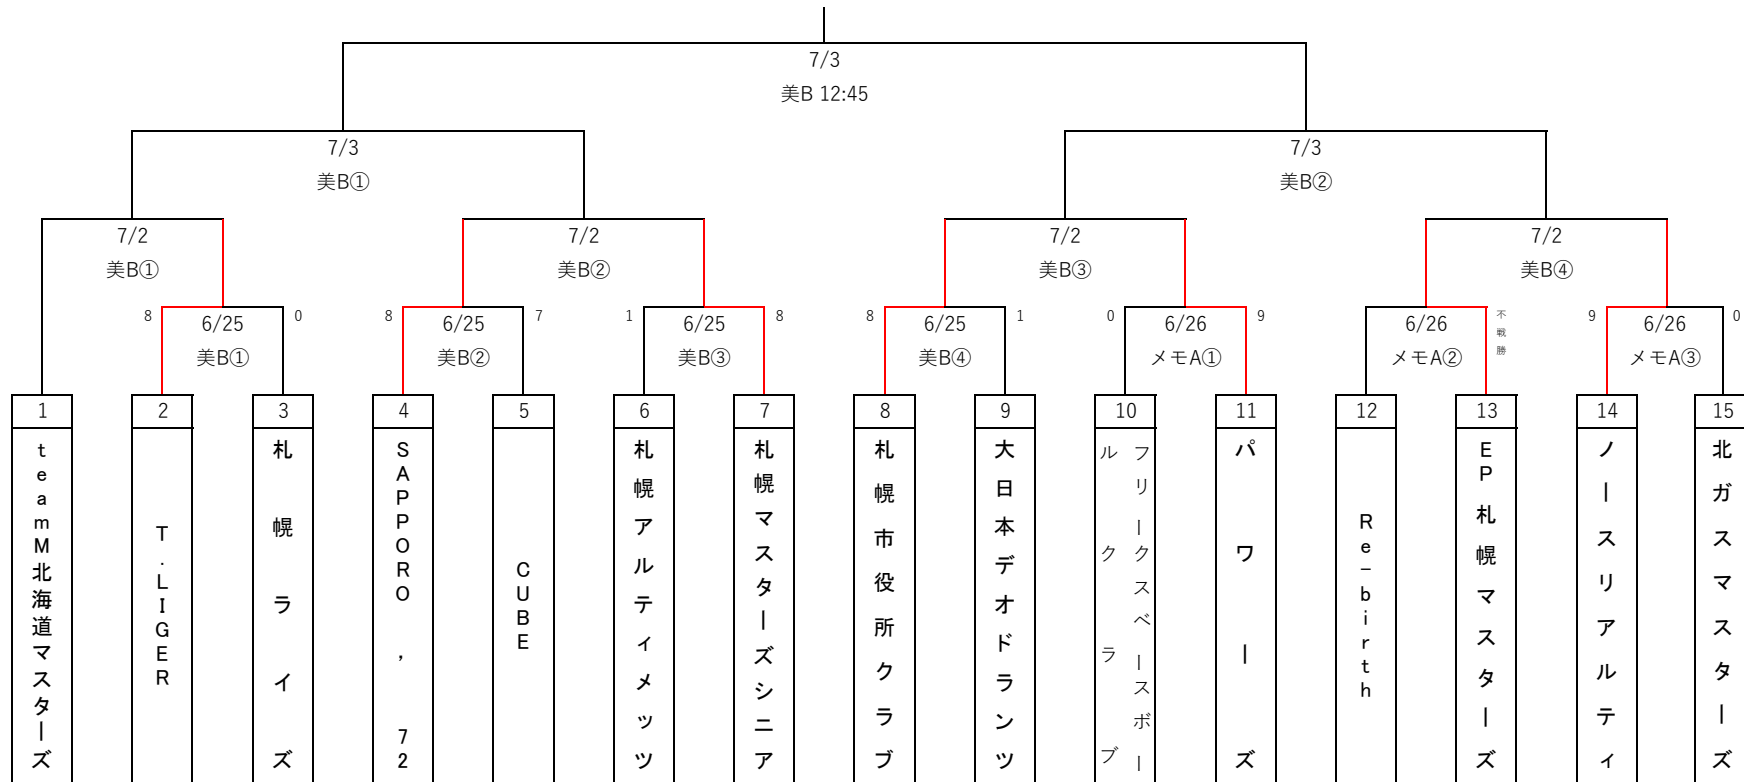 7/3
美B 12:45
7/3
美B①
7/3
美B②
7/2
美B①
7/2
美B②
7/2
美B③
7/2
美B④
8
6/25
美B①
0
8
6/25
美B②
7
1
6/25
美B③
8
8
6/25
美B④
1
0
6/26
メモA①
9
6/26
メモA②
不戦勝
9
6/26
メモA③
0
1
teamM北海道マスターズ
2
T.LIGER
3
札幌ライズ
4
SAPPORO,72
5
CUBE
6
札幌アルティメッツ
7
札幌マスターズシニア
8
札幌市役所クラブ
9
大日本デオドランツ
10
フリークスベースボー
ルクラブ
11
パワーズ
12
Re-birth
13
EP札幌マスターズ
14
ノースリアルティ
15
北ガスマスターズ